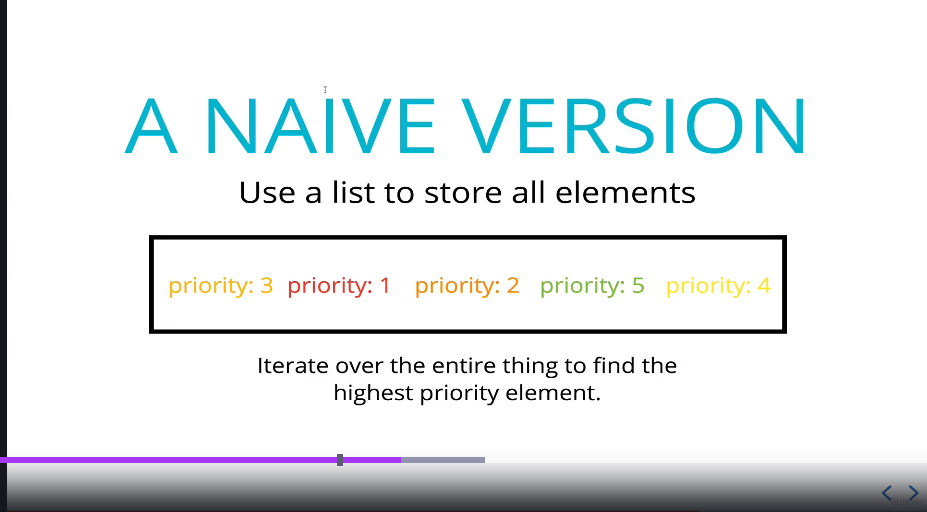 A NAIVE VERSION
Use a list to store all elements
priority: 3 priority: 1 priority: 2 priority: 5 priority: 4
Iterate over the entire thing to find the
highest priority element.